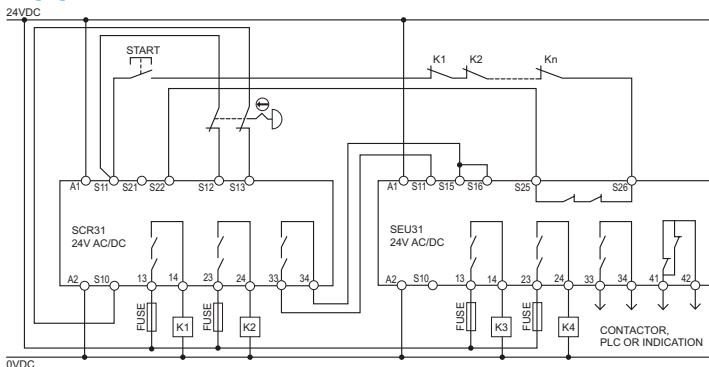 24VDC
START
K1 K2 Kn
A1 S11 S21 S22 S12 S13
A1 S11 S15 S16 S25 S26
SCR31
24V AC/DC
SEU31
24V AC/DC
A2 S10 13 14 23 24 33 34
A2 S10 13 14 23 24 33 34 41 42
FUSE K1 FUSE K2
FUSE K3 FUSE K4
CONTACTOR,
PLC OR INDICATION
0VDC